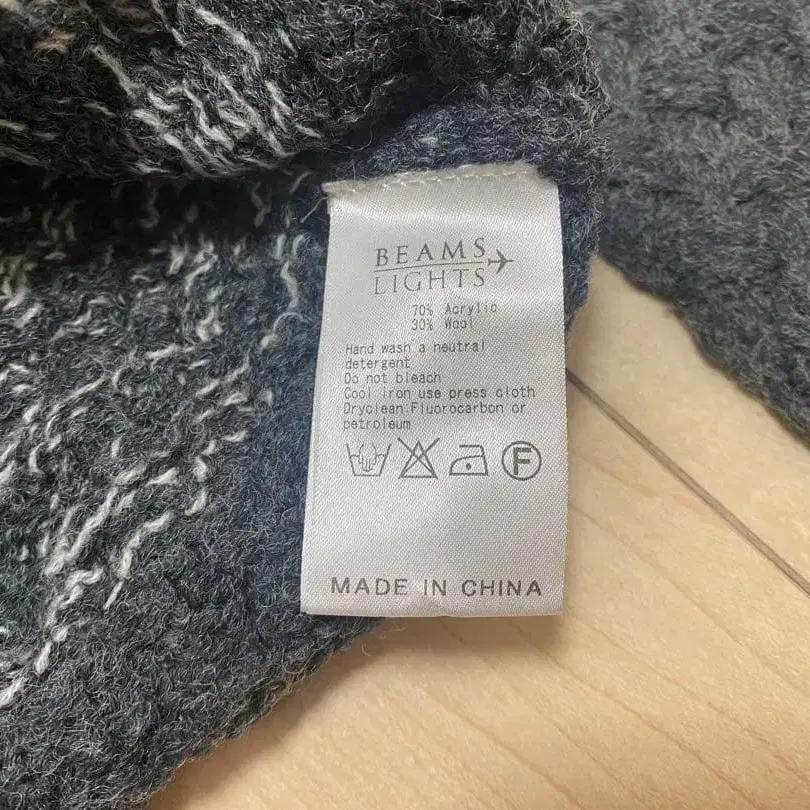 BEAMS
LIGHTS
70% Acrylic
30% Wool
Hand wash a neutral
detergent
Do not bleach
Cool iron use press cloth
Dryclean.Fluorocarbon or
petroleum
F
MADE IN CHINA